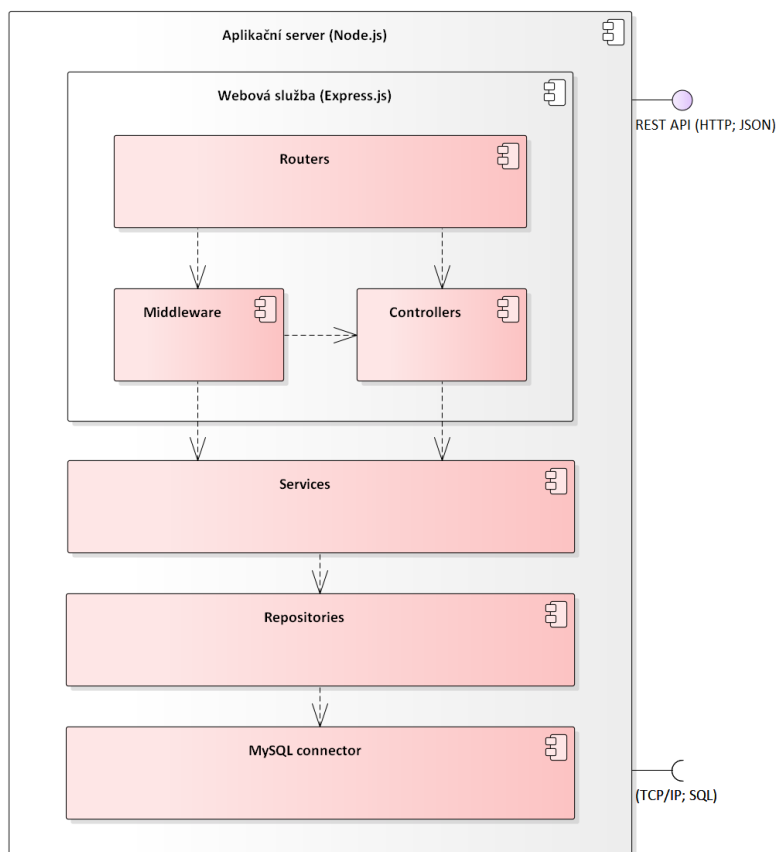 Aplikační server (Node.js)
Webová služba (Express.js)
REST API (HTTP; JSON)
Routers
Middleware
Controllers
Services
Repositories
MySQL connector
(TCP/IP; SQL)